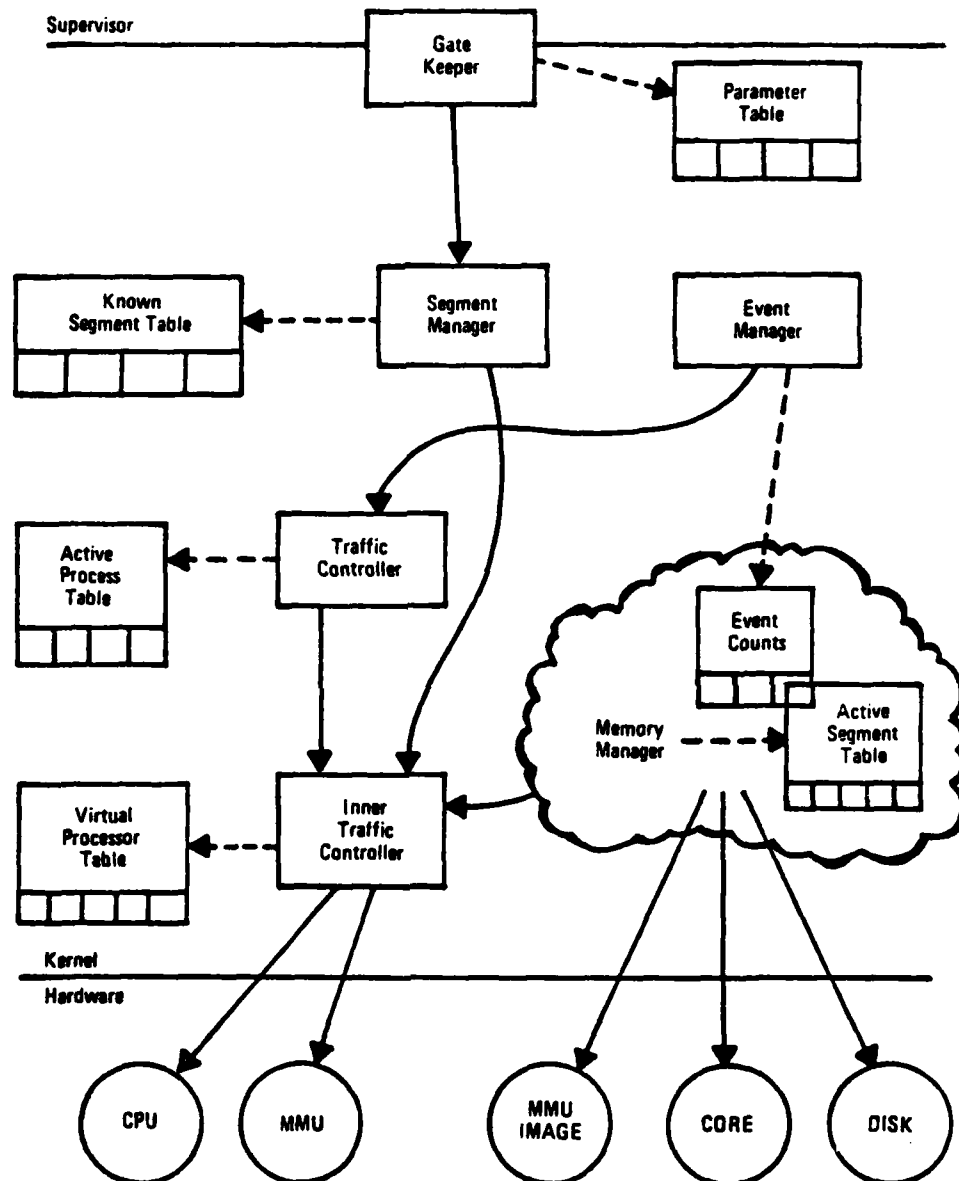 Supervisor
Gate
Keeper
Parameter
Table
Known
Segment Table
Segment
Manager
Event
Manager
Active
Process
Table
Traffic
Controller
Event
Counts
Memory
Manager
Active
Segment
Table
Virtual
Processor
Table
Inner
Traffic
Controller
Kernel
Hardware
CPU
MMU
MMU
IMAGE
CORE
DISK